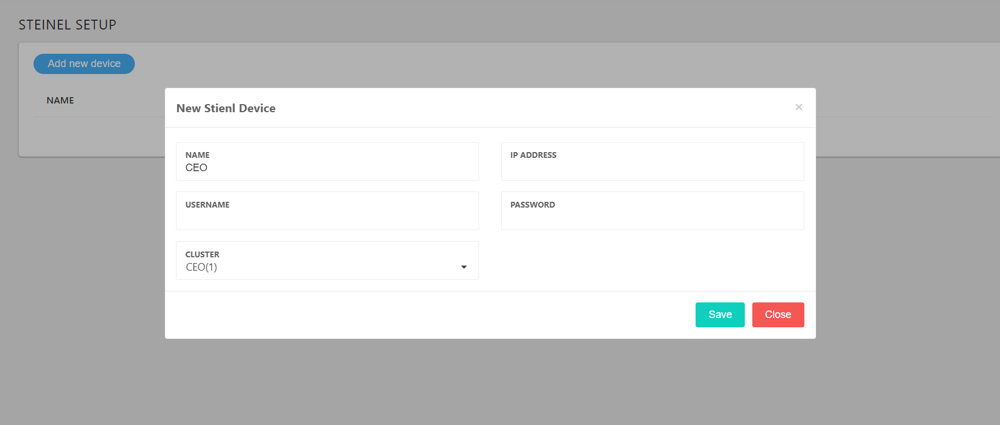 STEINEL SETUP
Add new device
NAME
New Stienl Device
×
NAME
CEO
IP ADDRESS
USERNAME
PASSWORD
CLUSTER
CEO(1)
Save
Close